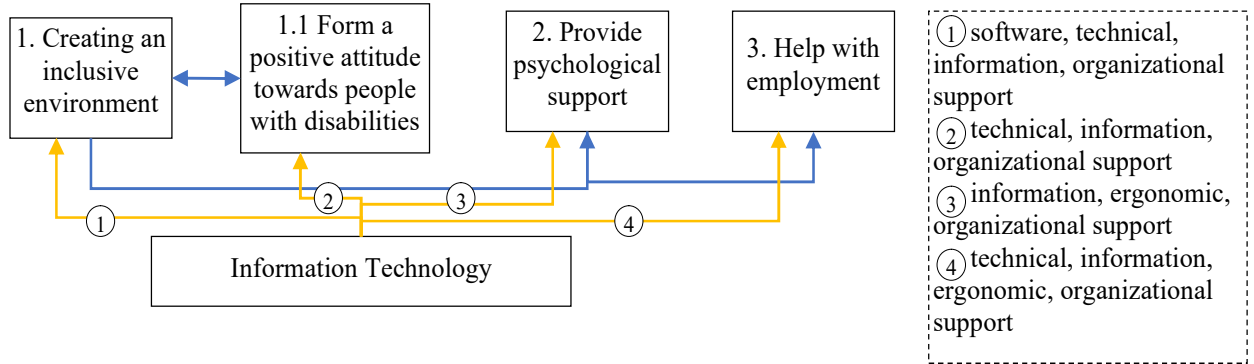 1. Creating an
inclusive
environment
1.1 Form a
positive attitude
towards people
with disabilities
2. Provide
psychological
support
3. Help with
employment
1
2
3
4
Information Technology
1 software, technical,
information, organizational
support
2 technical, information,
organizational support
3 information, ergonomic,
organizational support
4 technical, information,
ergonomic, organizational
support